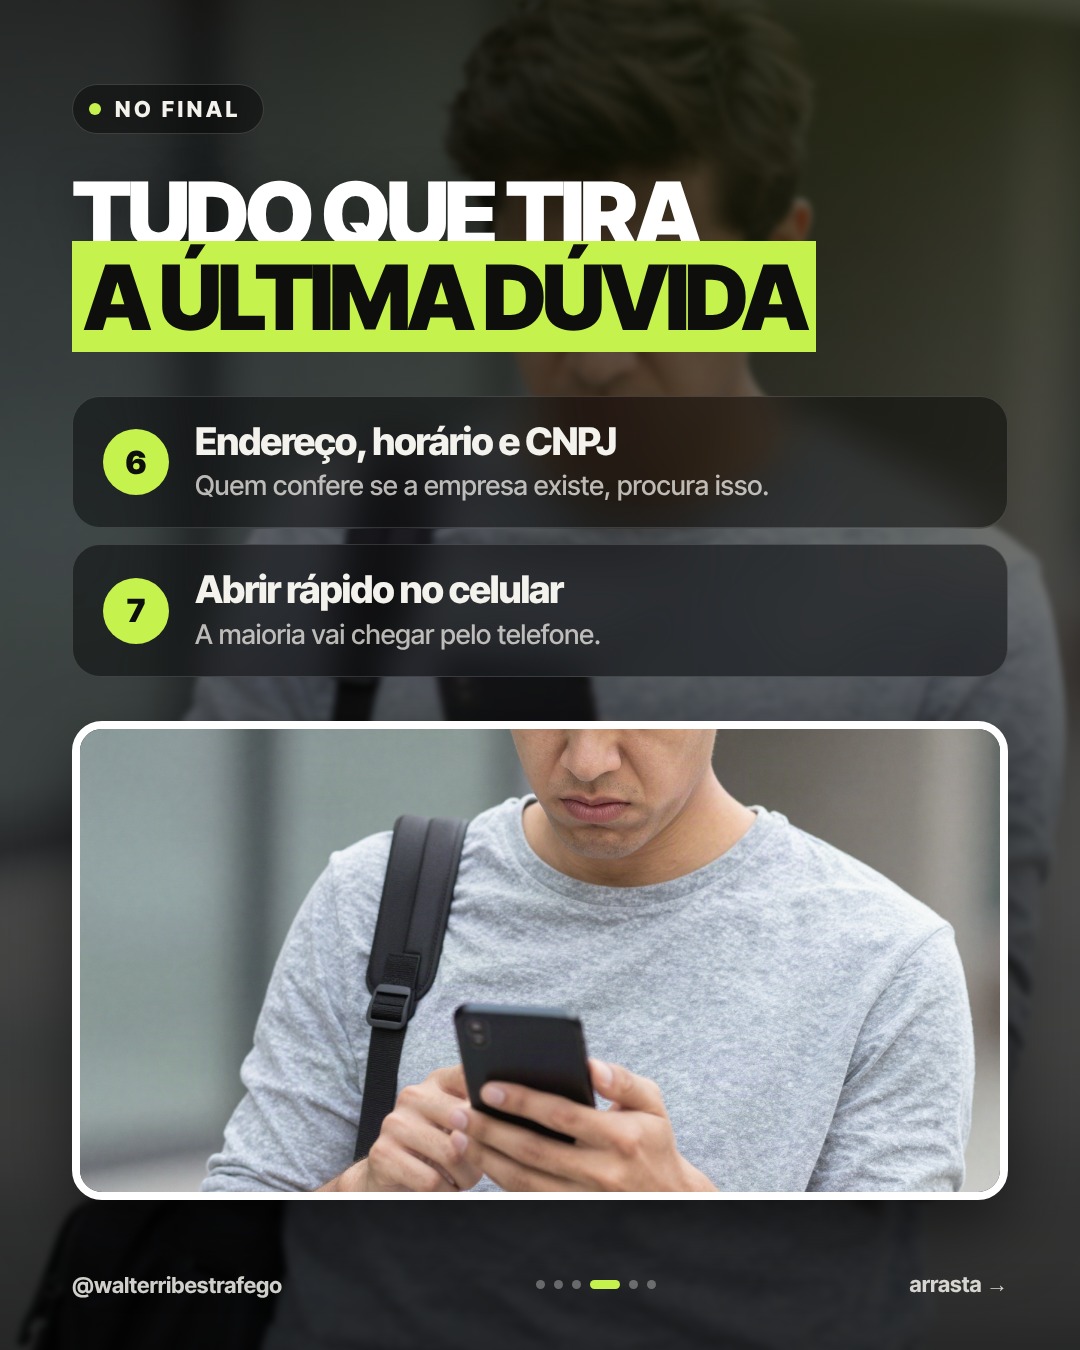 NO FINAL
TUDO QUE TIRA
A ÚLTIMA DÚVIDA
6
Endereço, horário e CNPJ
Quem confere se a empresa existe, procura isso.
7
Abrir rápido no celular
A maioria vai chegar pelo telefone.
@walterribestrafego
arrasta →